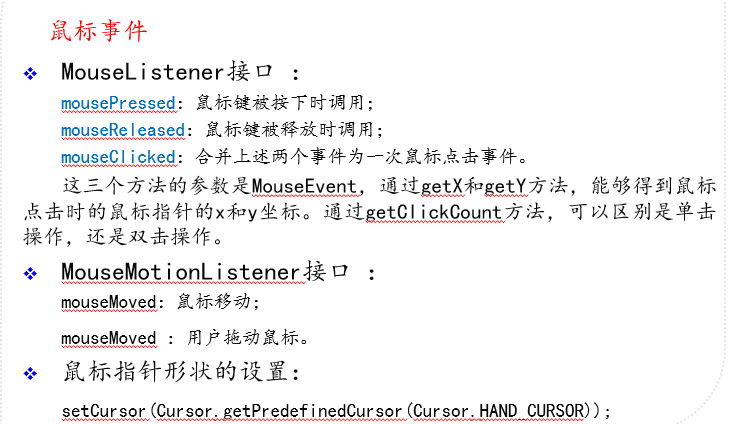 鼠标事件
❖ MouseListener接口 :
mousePressed: 鼠标键被按下时调用;
mouseReleased: 鼠标键被释放时调用;
mouseClicked: 合并上述两个事件为一次鼠标点击事件。
这三个方法的参数是MouseEvent, 通过getX和getY方法, 能够得到鼠标
点击时的鼠标指针的x和y坐标。通过getClickCount方法, 可以区别是单击
操作, 还是双击操作。
❖ MouseMotionListener接口 :
mouseMoved: 鼠标移动;
mouseMoved : 用户拖动鼠标。
❖ 鼠标指针形状的设置:
setCursor(Cursor.getPredefinedCursor(Cursor.HAND_CURSOR));